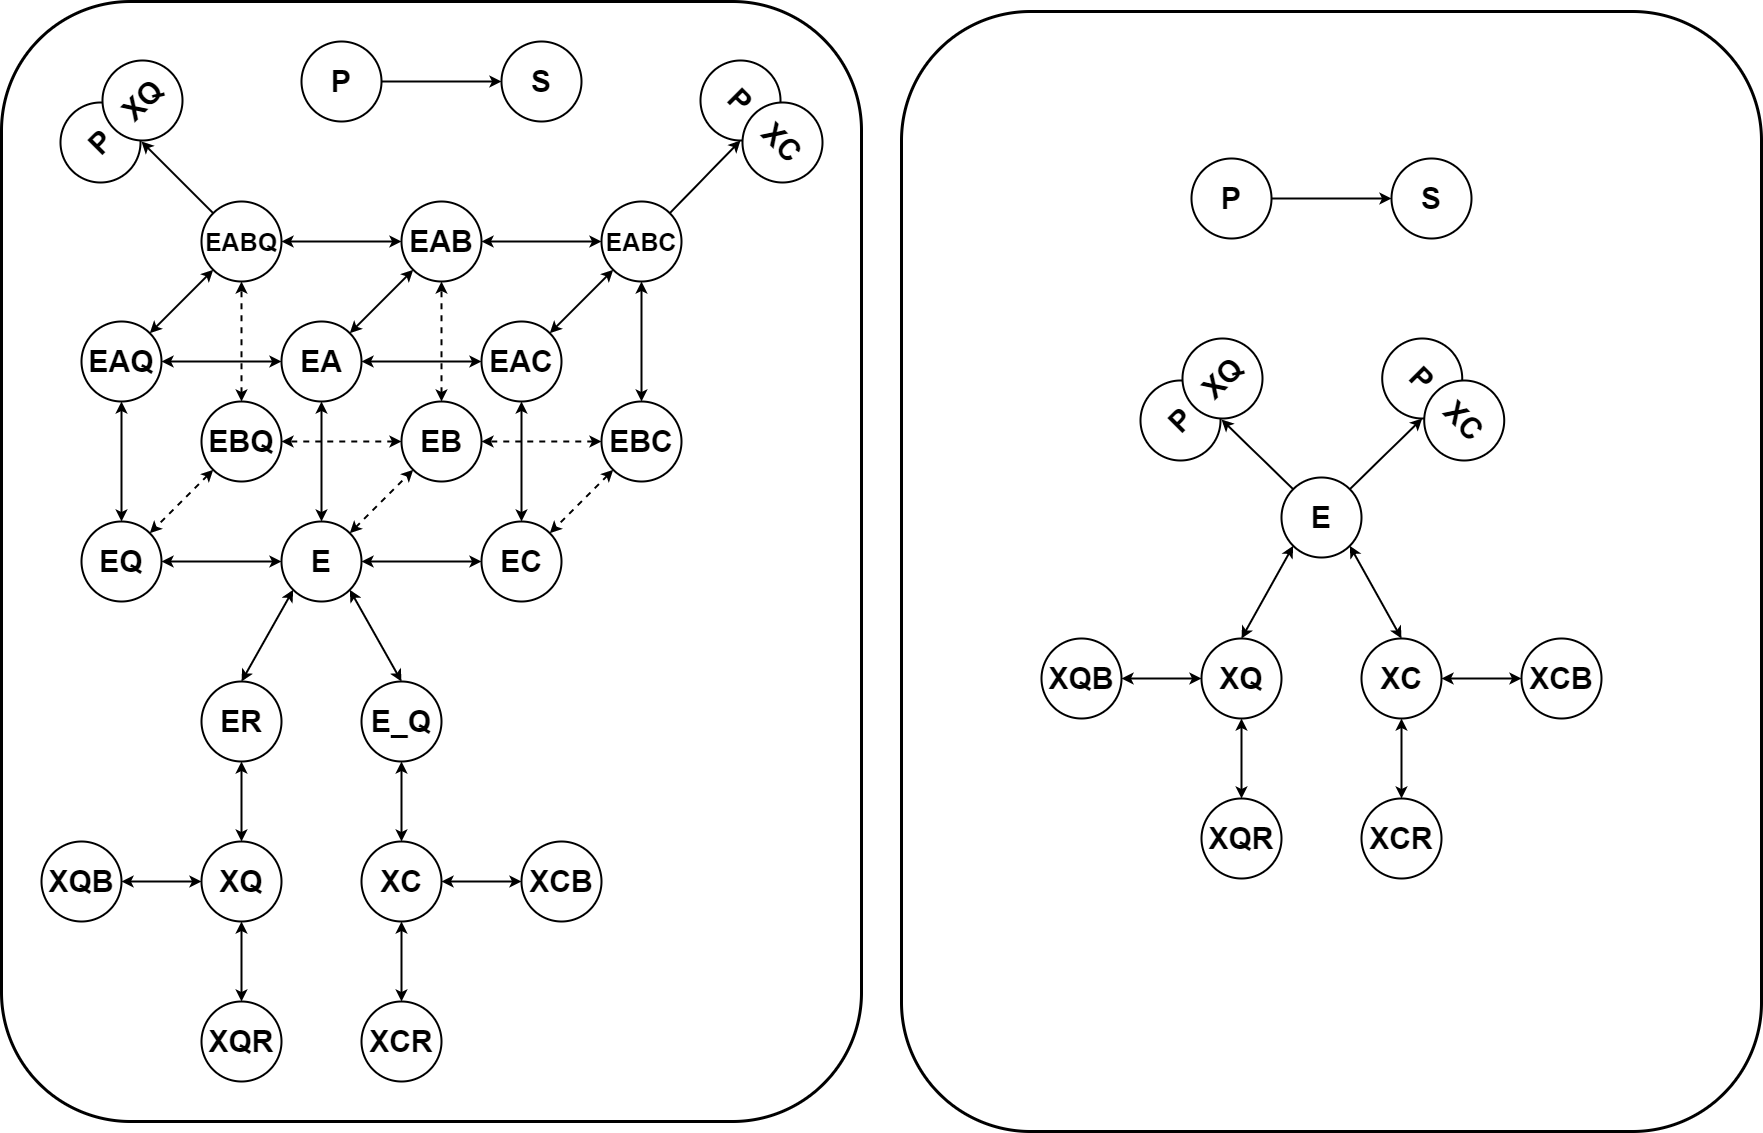 P S
XQ P
P XC
EABQ EAB EABC
EAQ EA EAC
EBQ EB EBC
EQ E EC
ER E_Q
XQB XQ XC XCB
XQR XCR
P S
XQ P
P XC
E
XQB XQ XC XCB
XQR XCR